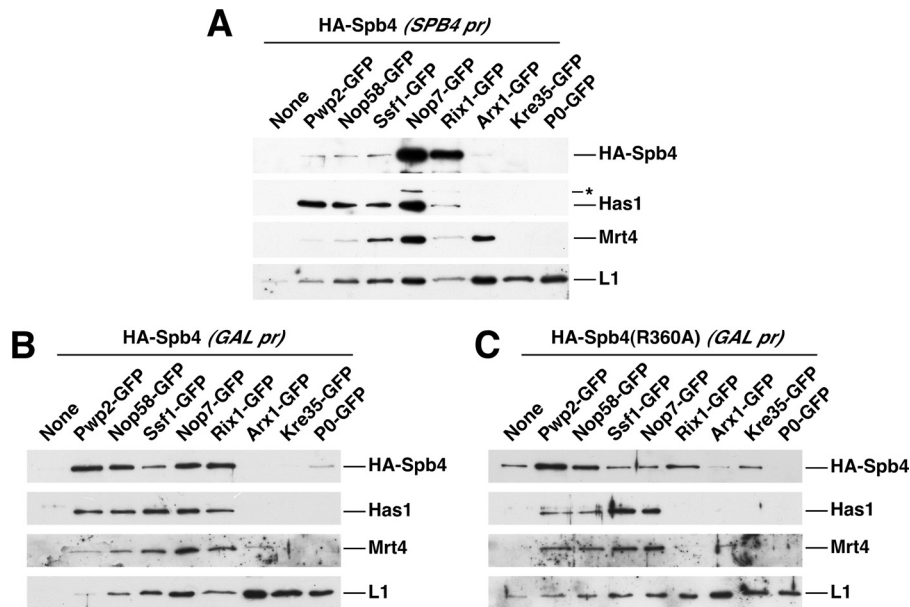 A
HA-Spb4 (SPB4 pr)
None Pwp2-GFP Nop58-GFP Ssf1-GFP Nop7-GFP Rix1-GFP Arx1-GFP Kre35-GFP P0-GFP
HA-Spb4
*
Has1
Mrt4
L1
B
HA-Spb4 (GAL pr)
None Pwp2-GFP Nop58-GFP Ssf1-GFP Nop7-GFP Rix1-GFP Arx1-GFP Kre35-GFP P0-GFP
HA-Spb4
Has1
Mrt4
L1
C
HA-Spb4(R360A) (GAL pr)
None Pwp2-GFP Nop58-GFP Ssf1-GFP Nop7-GFP Rix1-GFP Arx1-GFP Kre35-GFP P0-GFP
HA-Spb4
Has1
Mrt4
L1